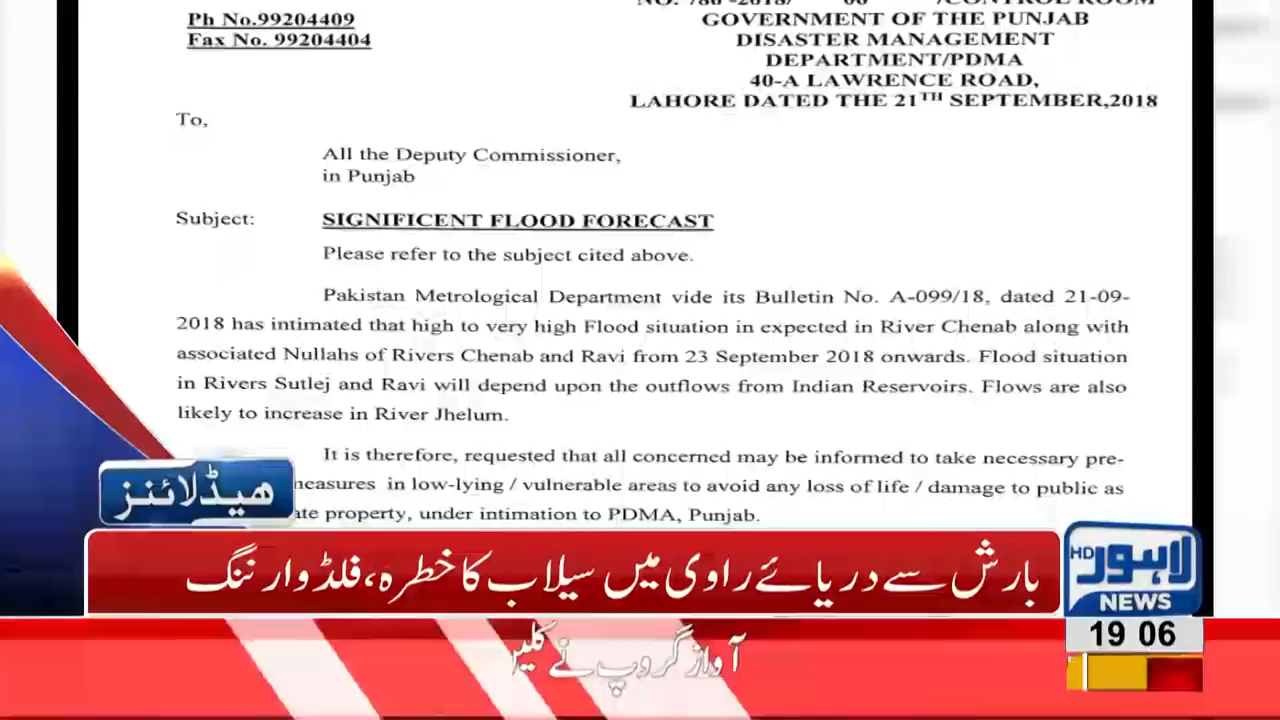 Ph No.99204409
Fax No. 99204404
/CONTROL ROOM
GOVERNMENT OF THE PUNJAB
DISASTER MANAGEMENT
DEPARTMENT/PDMA
40-A LAWRENCE ROAD,
LAHORE DATED THE 21TH SEPTEMBER,2018
To,
All the Deputy Commissioner,
in Punjab
Subject: SIGNIFICENT FLOOD FORECAST
Please refer to the subject cited above.
Pakistan Metrological Department vide its Bulletin No. A-099/18, dated 21-09-
2018 has intimated that high to very high Flood situation in expected in River Chenab along with
associated Nullahs of Rivers Chenab and Ravi from 23 September 2018 onwards. Flood situation
in Rivers Sutlej and Ravi will depend upon the outflows from Indian Reservoirs. Flows are also
likely to increase in River Jhelum.
It is therefore, requested that all concerned may be informed to take necessary pre-
measures in low-lying / vulnerable areas to avoid any loss of life / damage to public as
property, under intimation to PDMA, Punjab.
ھیڈلائنز
بارش سے دریائے راوی میں سیلاب کا خطرہ، فلڈ وارننگ
لاہور HD
NEWS
19 06
آواز گروپ نے